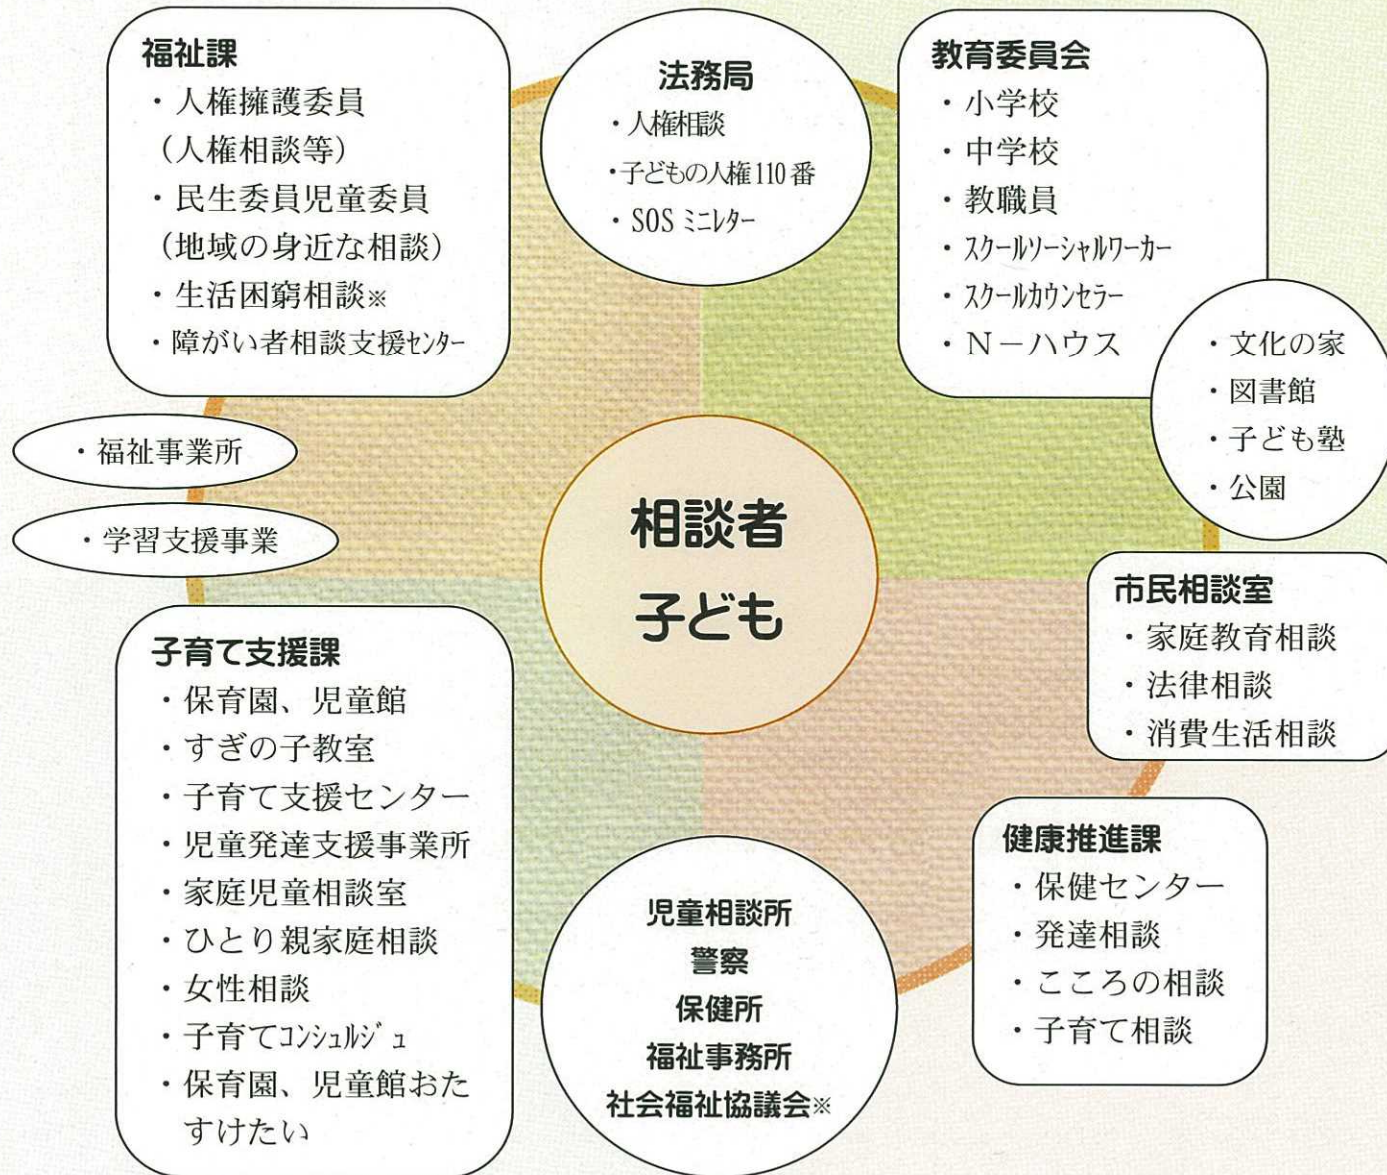 福祉課
・人権擁護委員
（人権相談等）
・民生委員児童委員
（地域の身近な相談）
・生活困窮相談※
・障がい者相談支援ｾﾝﾀｰ
法務局
・人権相談
・子どもの人権110番
・SOSミニレター
教育委員会
・小学校
・中学校
・教職員
・ｽｸｰﾙｿｰｼｬﾙﾜｰｶｰ
・ｽｸｰﾙｶｳﾝｾﾗｰ
・Ｎ－ハウス
・文化の家
・図書館
・子ども塾
・公園
・福祉事業所
・学習支援事業
相談者
子ども
市民相談室
・家庭教育相談
・法律相談
・消費生活相談
子育て支援課
・保育園、児童館
・すぎの子教室
・子育て支援センター
・児童発達支援事業所
・家庭児童相談室
・ひとり親家庭相談
・女性相談
・子育てｺﾝｼｪﾙｼﾞｭ
・保育園、児童館おた
すけたい
児童相談所
警察
保健所
福祉事務所
社会福祉協議会※
健康推進課
・保健センター
・発達相談
・こころの相談
・子育て相談